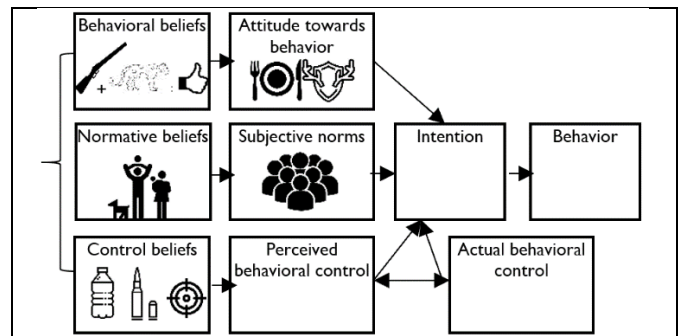 Behavioral beliefs
Attitude towards
behavior
+
Normative beliefs
Subjective norms
Intention
Behavior
Control beliefs
Perceived
behavioral control
Actual behavioral
control